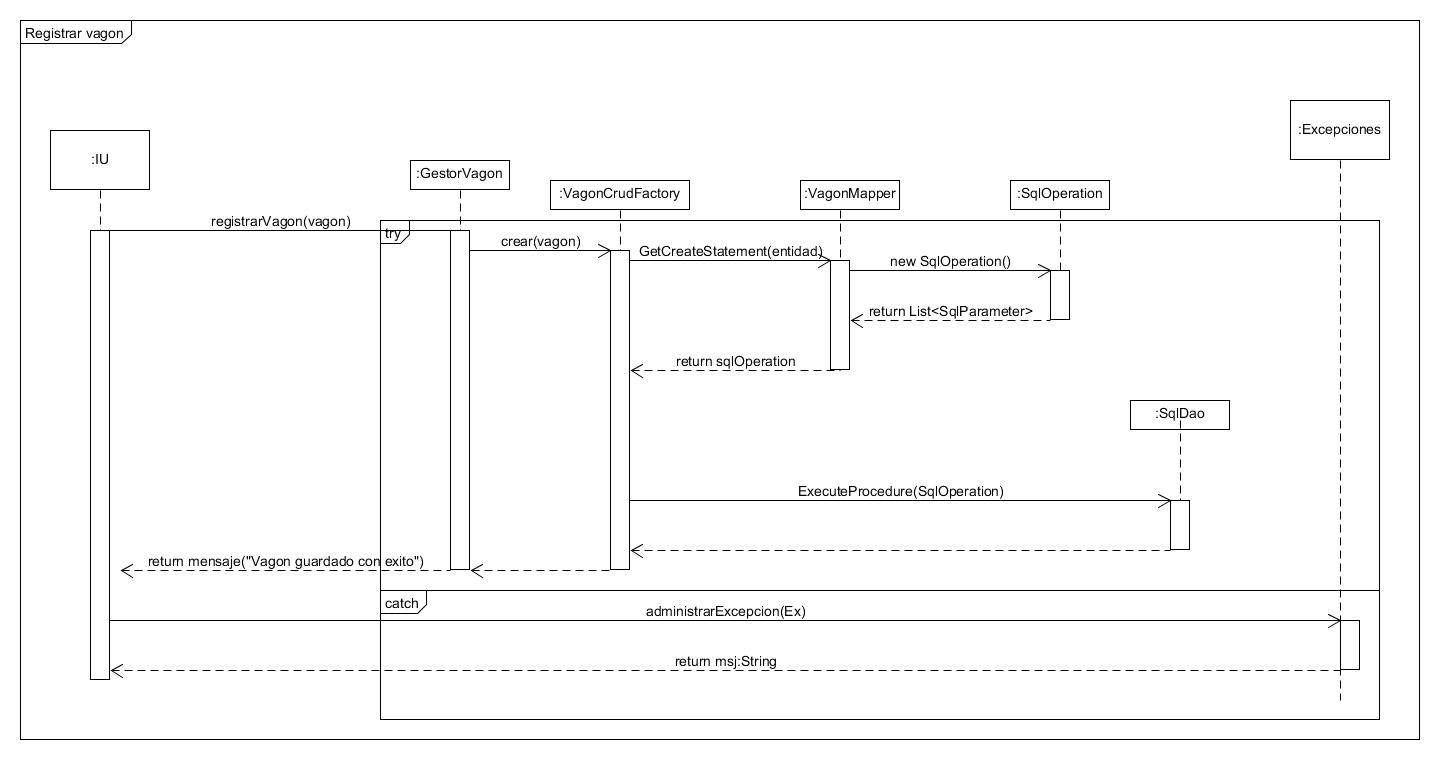 Registrar vagon
:Excepciones
:IU
:GestorVagon
:VagonCrudFactory
:VagonMapper
:SqlOperation
registrarVagon(vagon)
try
crear(vagon)
GetCreateStatement(entidad)
new SqlOperation()
return List<SqlParameter>
return sqlOperation
:SqlDao
ExecuteProcedure(SqlOperation)
return mensaje("Vagon guardado con exito")
catch
administrarExcepcion(Ex)
return msj:String